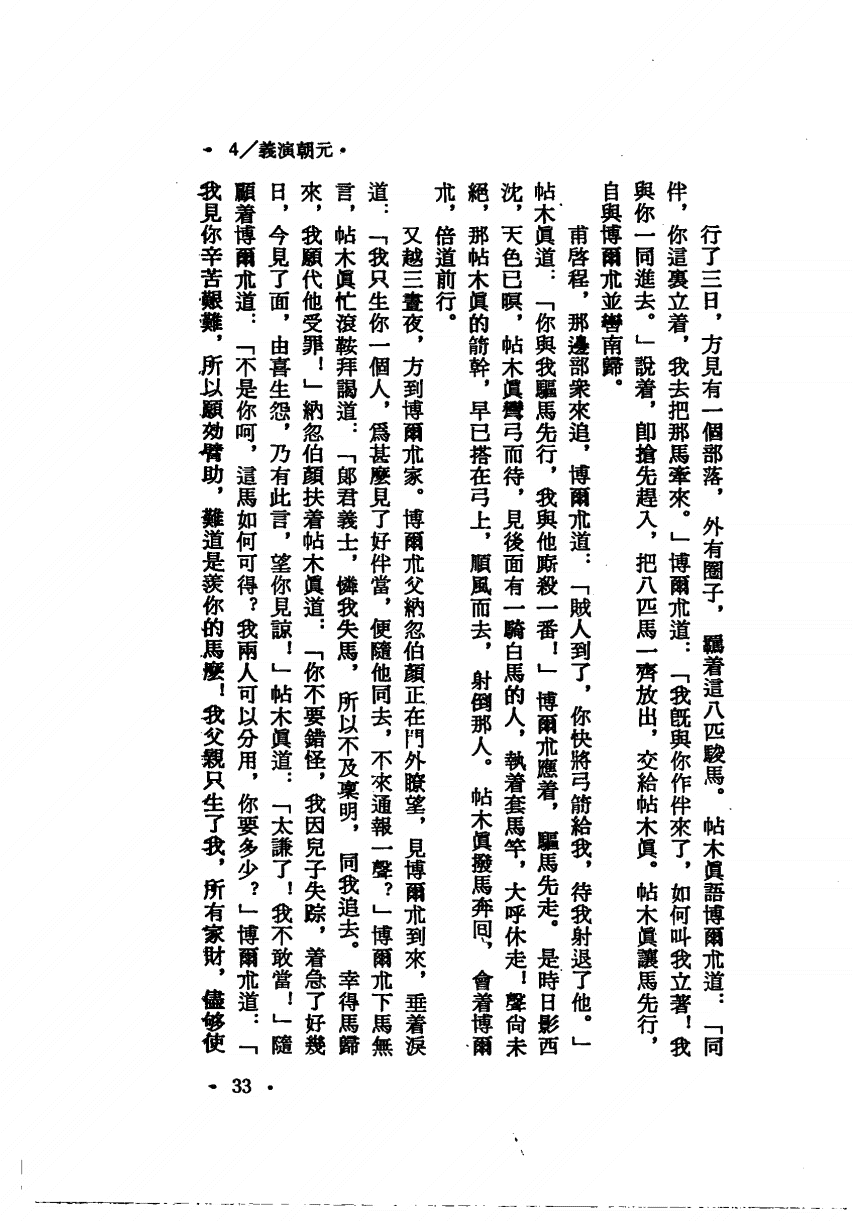 •4/義演朝元•
行了三日，方見有一個部落，外有圈子，羈着這八匹駿馬。帖木眞語博爾朮道：「同
伴，你這裏立着，我去把那馬牽來。」博爾朮道：「我旣與你作伴來了，如何叫我立著！我
與你一同進去。」說着，卽搶先趕入，把八匹馬一齊放出，交給帖木眞。帖木眞讓馬先行，
自與博爾朮並轡南歸。
甫啓程，那邊部衆來追，博爾朮道：「賊人到了，你快將弓箭給我，待我射退了他。」
帖木眞道：「你與我驅馬先行，我與他厮殺一番！」博爾朮應着，驅馬先走。是時日影西
沈，天色已暝，帖木眞彎弓而待，見後面有一騎白馬的人，執着套馬竿，大呼休走！聲尙未
絕，那帖木眞的箭幹，早已搭在弓上，順風而去，射倒那人。帖木眞撥馬奔回，會着博爾
朮，倍道前行。
又越三晝夜，方到博爾朮家。博爾朮父納忽伯顏正在門外瞭望，見博爾朮到來，垂着淚
道：「我只生你一個人，爲甚麼見了好伴當，便隨他同去，不來通報一聲？」博爾朮下馬無
言，帖木眞忙滾鞍拜謁道：「郞君義士，憐我失馬，所以不及稟明，同我追去。幸得馬歸
來，我願代他受罪！」納忽伯顏扶着帖木眞道：「你不要錯怪，我因兒子失踪，着急了好幾
日，今見了面，由喜生怨，乃有此言，望你見諒！」帖木眞道：「太謙了！我不敢當！」隨
顧着博爾朮道：「不是你呵，這馬如何可得？我兩人可以分用，你要多少？」博爾朮道：「
我見你辛苦艱難，所以願効臂助，難道是羨你的馬麼！我父親只生了我，所有家財，儘够使
•33•